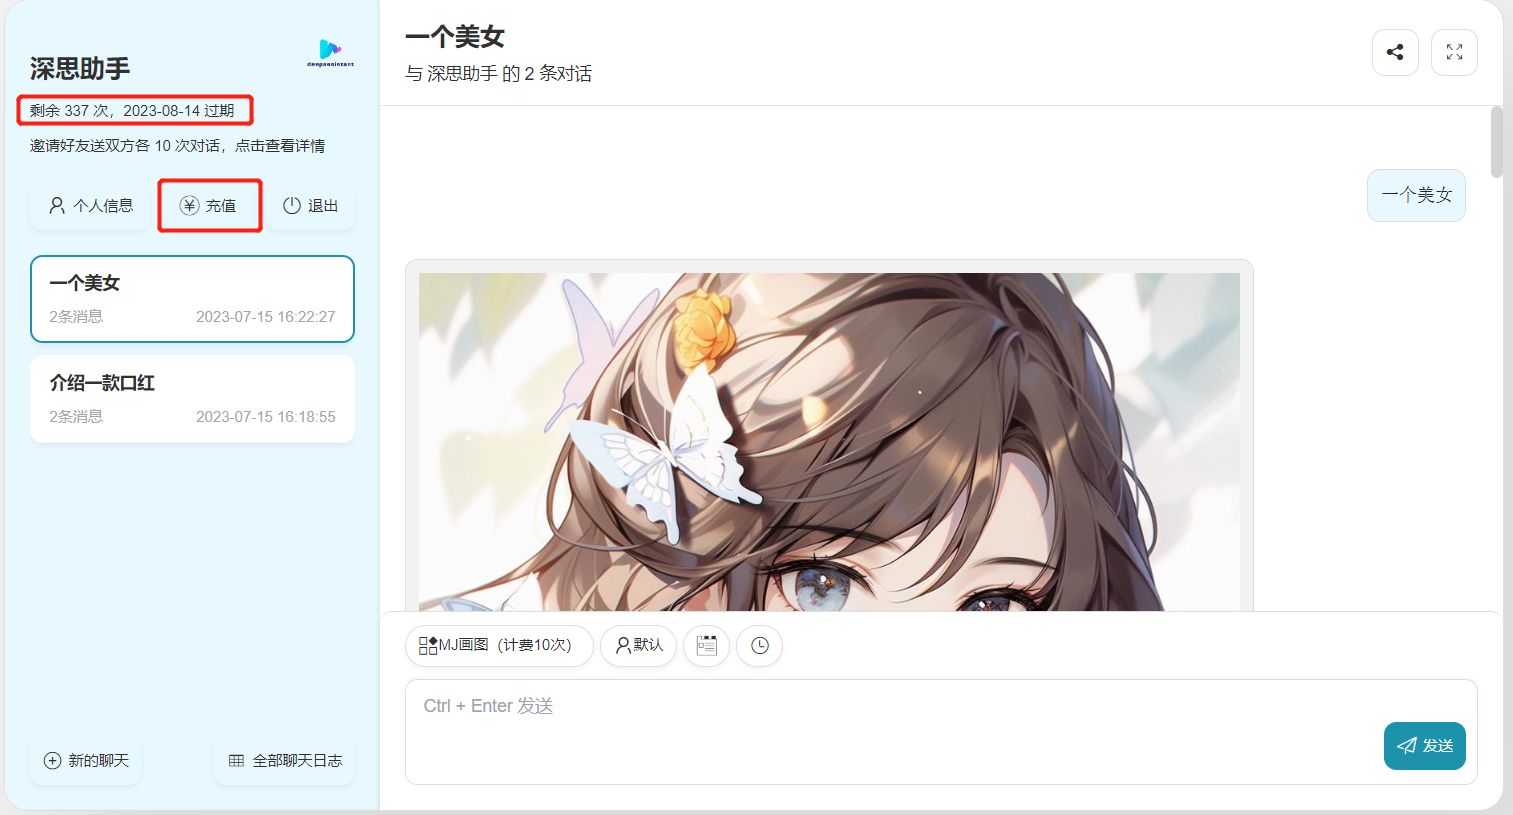 深思助手
deepassistant
剩余 337 次，2023-08-14 过期
邀请好友送双方各 10 次对话，点击查看详情
个人信息
充值
退出
一个美女
2条消息
2023-07-15 16:22:27
介绍一款口红
2条消息
2023-07-15 16:18:55
新的聊天
全部聊天日志
一个美女
与 深思助手 的 2 条对话
一个美女
MJ画图（计费10次）
默认
Ctrl + Enter 发送
发送